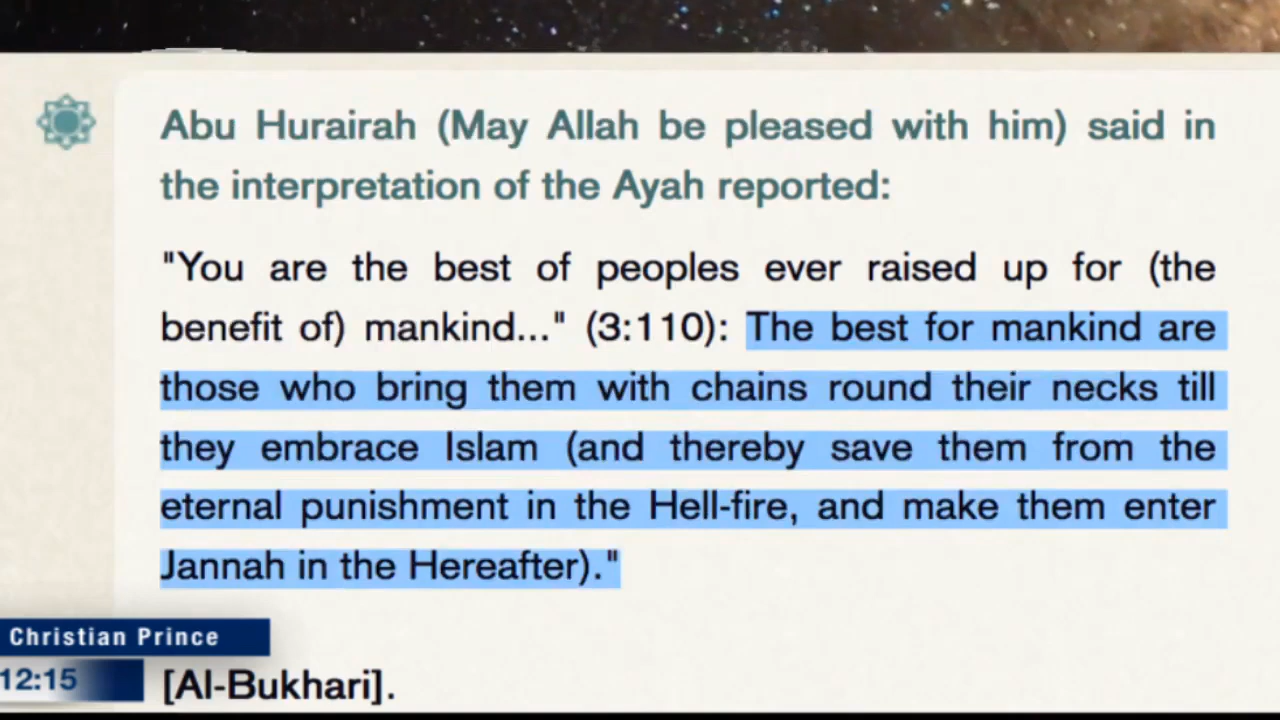 Abu Hurairah (May Allah be pleased with him) said in
the interpretation of the Ayah reported:
"You are the best of peoples ever raised up for (the
benefit of) mankind..." (3:110): The best for mankind are
those who bring them with chains round their necks till
they embrace Islam (and thereby save them from the
eternal punishment in the Hell-fire, and make them enter
Jannah in the Hereafter)."
Christian Prince
12:15
[Al-Bukhari].